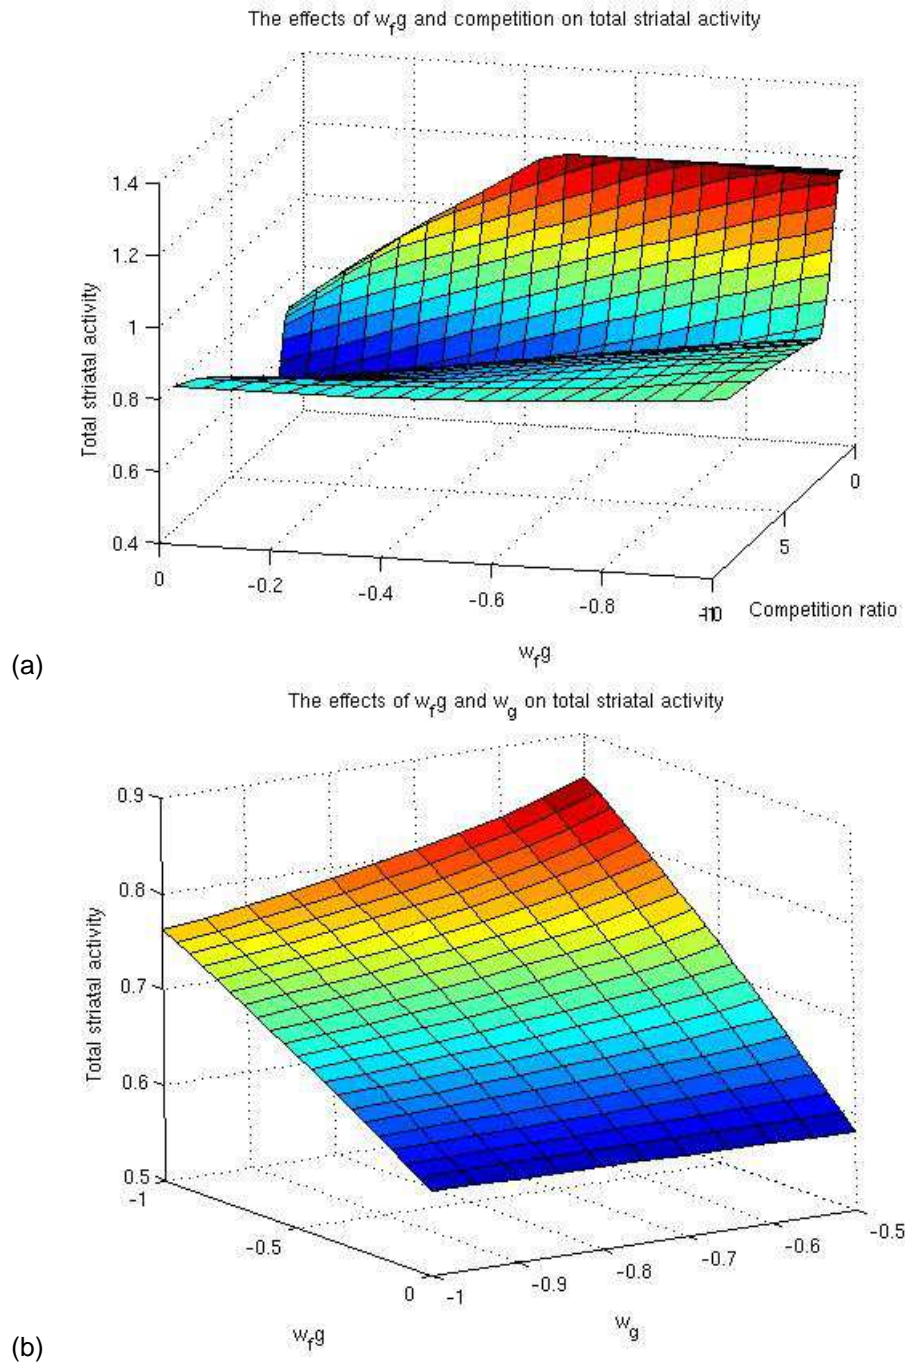 The effects of w_fg and competition on total striatal activity
1.4
1.2
1
0.8
0.6
0.4
Total striatal activity
0
-0.2
-0.4
-0.6
-0.8
0
5
10
Competition ratio
w_fg
(a)
The effects of w_fg and w_g on total striatal activity
0.9
0.8
0.7
0.6
0.5
Total striatal activity
-1
-0.5
0
-1
-0.9
-0.8
-0.7
-0.6
-0.5
w_fg
w_g
(b)